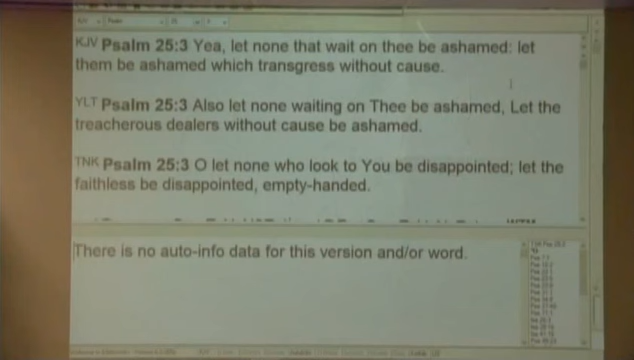 KJV Psalm 25:3 Yea, let none that wait on thee be ashamed: let
them be ashamed which transgress without cause.
YLT Psalm 25:3 Also let none waiting on Thee be ashamed, Let the
treacherous dealers without cause be ashamed.
TNK Psalm 25:3 O let none who look to You be disappointed; let the
faithless be disappointed, empty-handed.
There is no auto-info data for this version and/or word.